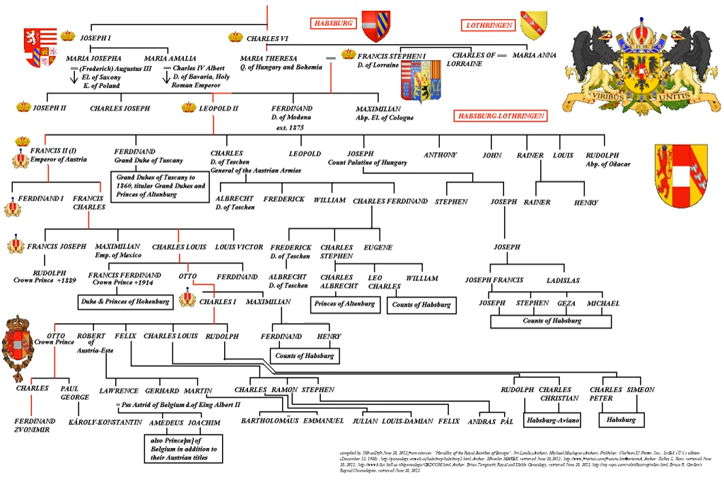 HABSBURG
LOTHRINGEN
JOSEPH I
CHARLES VI
MARIA JOSEPHA
= (Frederick) Augustus III
El. of Saxony
K. of Poland
MARIA AMALIA
= Charles IV Albert
D. of Bavaria, Holy
Roman Emperor
MARIA THERESA
Q. of Hungary and Bohemia
FRANCIS STEPHEN I
D. of Lorraine
CHARLES OF
LORRAINE
MARIA ANNA
VIRIBUS UNITIS
JOSEPH II
CHARLES JOSEPH
LEOPOLD II
FERDINAND
D. of Modena
ext. 1875
MAXIMILIAN
Abp. El. of Cologne
HABSBURG-LOTHRINGEN
FRANCIS II (I)
Emperor of Austria
FERDINAND
Grand Duke of Tuscany
Grand Dukes of Tuscany to
1860, titular Grand Dukes and
Princes of Altenburg
CHARLES
D. of Teschen
General of the Austrian Armies
LEOPOLD
JOSEPH
Count Palatine of Hungary
ANTHONY
JOHN
RAINER
LOUIS
RUDOLPH
Abp. of
FERDINAND I
FRANCIS
CHARLES
ALBRECHT
D. of Teschen
FREDERICK
WILLIAM
CHARLES FERDINAND
STEPHEN
JOSEPH
RAINER
HENRY
FRANCIS JOSEPH
MAXIMILIAN
Emp. of Mexico
CHARLES LOUIS
LOUIS VICTOR
FREDERICK
D. of Teschen
CHARLES
STEPHEN
EUGENE
JOSEPH
RUDOLPH
Crown Prince +1889
FRANCIS FERDINAND
Crown Prince +1914
Duke & Princes of Hohenburg
OTTO
FERDINAND
ALBRECHT
D. of Teschen
CHARLES
ALBRECHT
LEO
CHARLES
WILLIAM
JOSEPH FRANCIS
LADISLAS
CHARLES I
MAXIMILIAN
Princes of Altenburg
Counts of Habsburg
JOSEPH
STEPHEN
GEZA
MICHAEL
Counts of Habsburg
OTTO
Crown Prince
ROBERT
of
Austria-Este
FELIX
CHARLES LOUIS
RUDOLPH
FERDINAND
HENRY
Counts of Habsburg
CHARLES
PAUL
GEORGE
LAWRENCE
GERHARD
MARTIN
CHARLES
RAMON
STEPHEN
RUDOLPH
CHARLES
CHRISTIAN
CHARLES
PETER
SIMEON
= Pss Astrid of Belgium d.of King Albert II
FERDINAND
ZVONIMIR
KÁROLY-KONSTANTIN
AMEDEUS
JOACHIM
BARTHOLOMÄUS
EMMANUEL
JULIAN
LOUIS-DAMIAN
FELIX
ANDRAS
PÁL
Habsburg-Aviano
Habsburg
also Prince[ss] of
Belgium in addition to
their Austrian titles